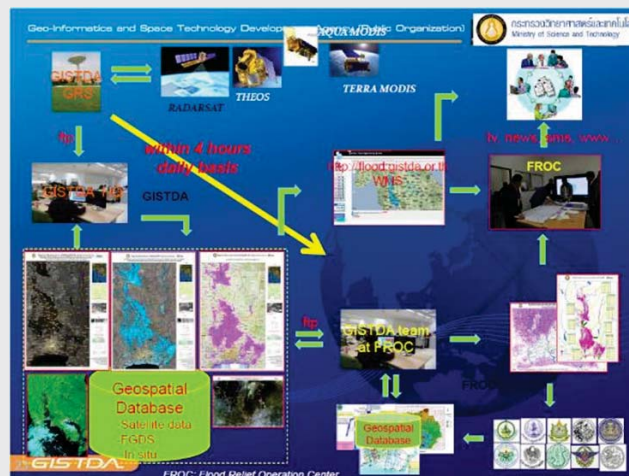 Geo-Informatics and Space Technology Development Agency (Public Organization)
กระทรวงวิทยาศาสตร์และเทคโนโลยี
Ministry of Science and Technology
AQUA MODIS
GISTDA
GRS
RADARSAT
THEOS
TERRA MODIS
ftp
within 4 hours
daily basis
tv, news, sms, www...
http://flood.gistda.or.th
WMS
FROC
GISTDA HQ
GISTDA
ftp
GISTDA team
at FROC
FROC
Geospatial
Database
- Satellite data
- FGDS
- In situ
Geospatial
Database
GISTDA
FROC: Flood Relief Operation Center